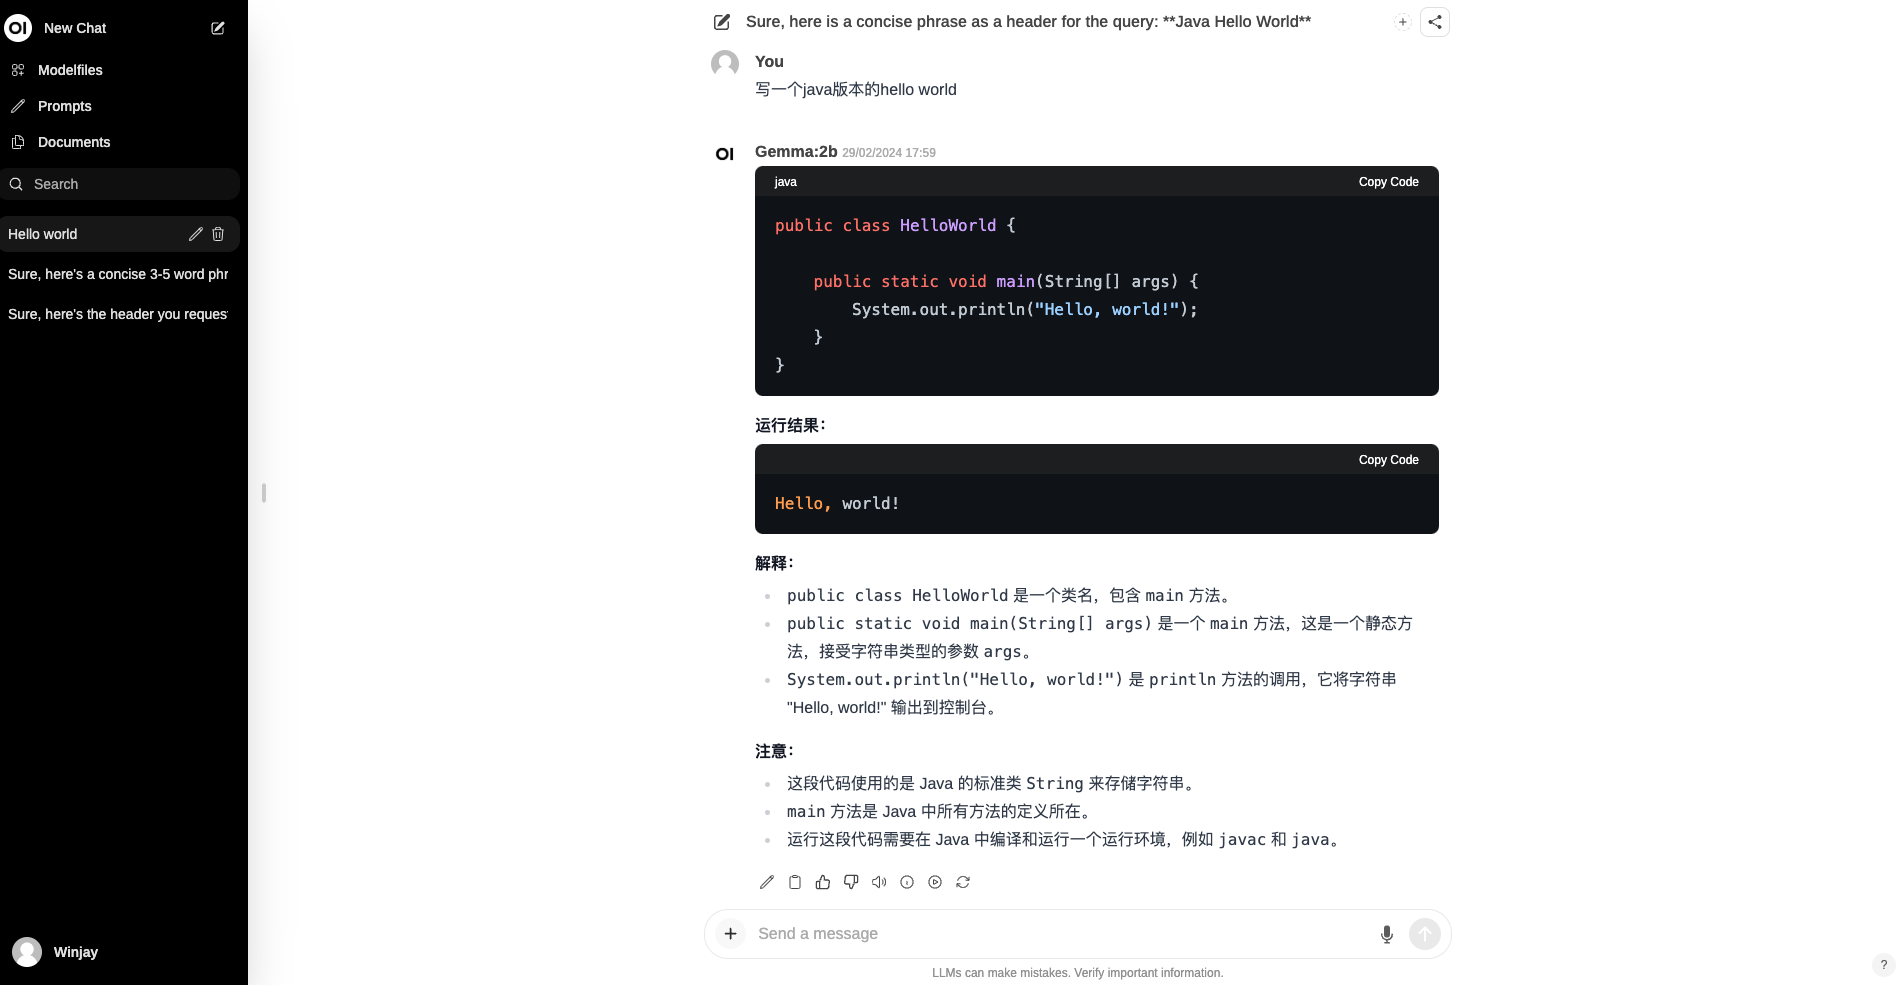 OI
New Chat
Modelfiles
Prompts
Documents
Search
Hello world
Sure, here's a concise 3-5 word phr
Sure, here's the header you reques
Winjay
Sure, here is a concise phrase as a header for the query: **Java Hello World**
You
写一个java版本的hello world
OI
Gemma:2b 29/02/2024 17:59
java Copy Code
public class HelloWorld {
    public static void main(String[] args) {
        System.out.println("Hello, world!");
    }
}
运行结果：
Copy Code
Hello, world!
解释：
public class HelloWorld 是一个类名，包含 main 方法。
public static void main(String[] args) 是一个 main 方法，这是一个静态方
法，接受字符串类型的参数 args。
System.out.println("Hello, world!") 是 println 方法的调用，它将字符串
"Hello, world!" 输出到控制台。
注意：
这段代码使用的是 Java 的标准类 String 来存储字符串。
main 方法是 Java 中所有方法的定义所在。
运行这段代码需要在 Java 中编译和运行一个运行环境，例如 javac 和 java。
Send a message
LLMs can make mistakes. Verify important information.
?